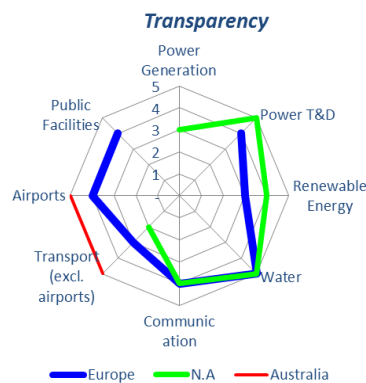 Transparency
Power
Generation
Public
Facilities
Power T&D
Airports
Renewable
Energy
Transport
(excl.
airports)
Water
Communic
ation
5
4
3
2
1
-
Europe
N.A
Australia